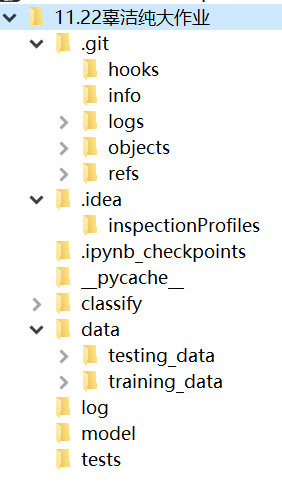 11.22辜洁纯大作业
.git
hooks
info
logs
objects
refs
.idea
inspectionProfiles
.ipynb_checkpoints
__pycache__
classify
data
testing_data
training_data
log
model
tests